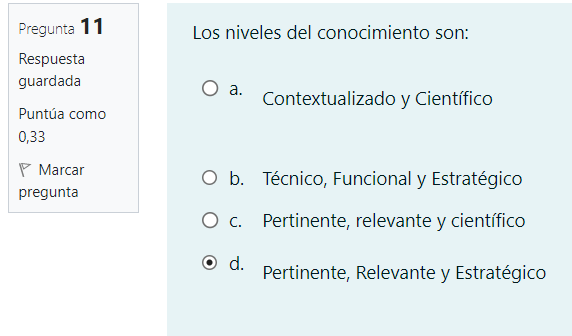 Pregunta 11
Respuesta
guardada
Puntúa como
0,33
Marcar
pregunta
Los niveles del conocimiento son:
a. Contextualizado y Científico
b. Técnico, Funcional y Estratégico
c. Pertinente, relevante y científico
d. Pertinente, Relevante y Estratégico